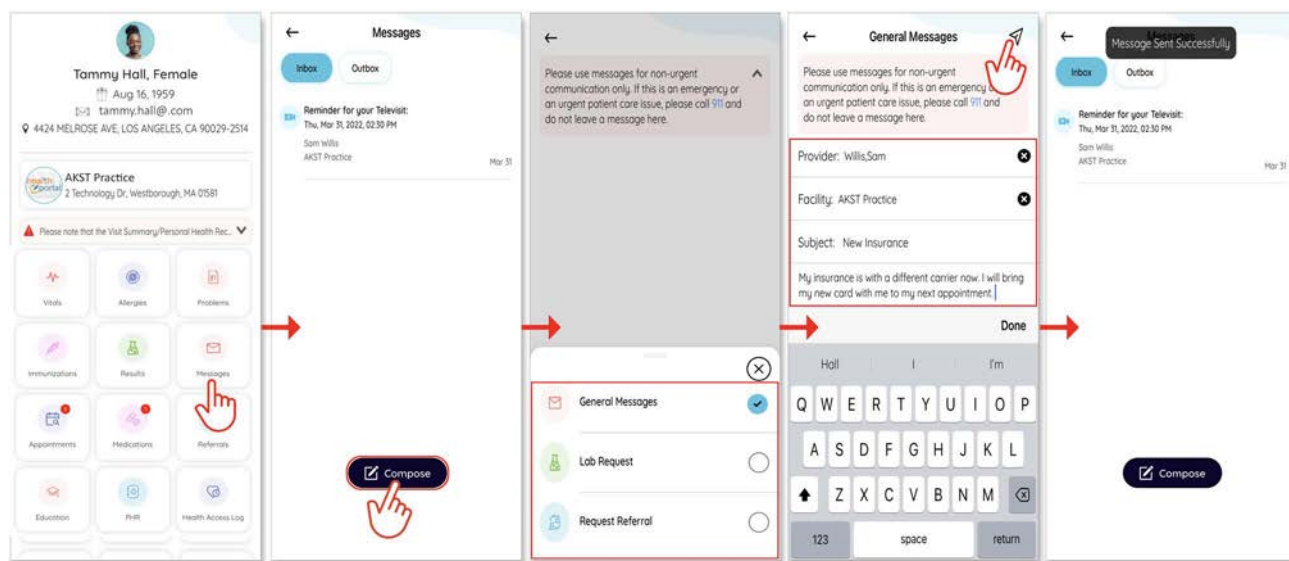 Tammy Hall, Female
Aug 16, 1959
tammy.hall@.com
4424 MELROSE AVE, LOS ANGELES, CA 90029-2514
health portal
AKST Practice
2 Technology Dr, Westborough, MA 01581
Please note that the Visit Summary/Personal Health Rec...
Vitals
Allergies
Problems
Immunizations
Results
Messages
Appointments
Medications
Referrals
Education
PHR
Health Access Log
Messages
Inbox
Outbox
Reminder for your Televisit:
Thu, Mar 31, 2022, 02:30 PM
Sam Willis
AKST Practice
Mar 31
Compose
Please use messages for non-urgent
communication only. If this is an emergency or
an urgent patient care issue, please call 911 and
do not leave a message here.
General Messages
Lab Request
Request Referral
General Messages
Please use messages for non-urgent
communication only. If this is an emergency o
an urgent patient care issue, please call 911 and
do not leave a message here.
Provider: Willis,Sam
Facility: AKST Practice
Subject: New Insurance
My insurance is with a different carrier now. I will bring
my new card with me to my next appointment.
Done
Hall I I'm
Q W E R T Y U I O P
A S D F G H J K L
Z X C V B N M
123 space return
Message Sent Successfully
Inbox
Outbox
Reminder for your Televisit:
Thu, Mar 31, 2022, 02:30 PM
Sam Willis
AKST Practice
Mar 31
Compose